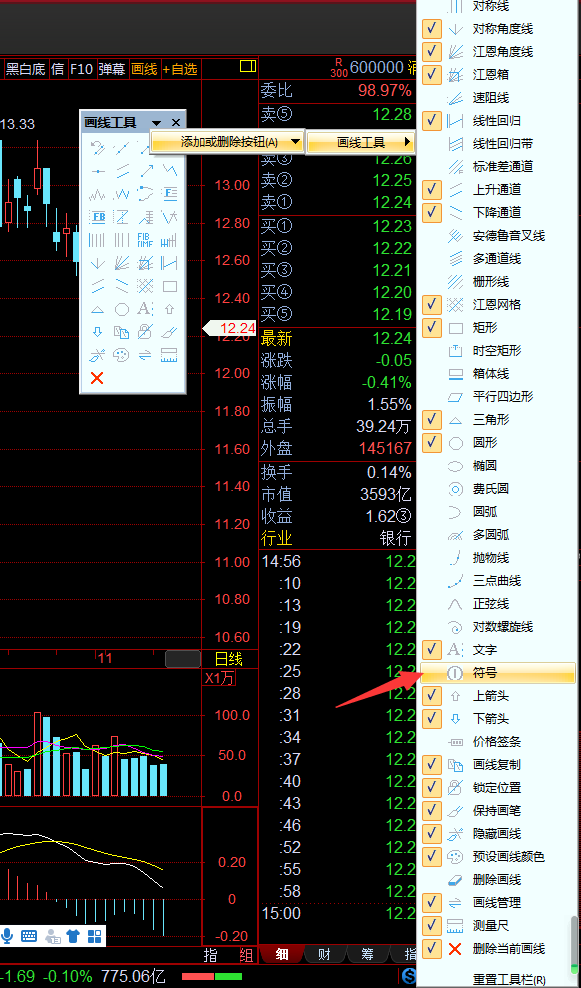 黑白底 信 F10 弹幕 画线 +自选
R
300 600000
委比 98.97%
卖⑤ 12.28
画线工具
添加或删除按钮(A)
画线工具
13.33
卖③ 12.26
卖② 12.25
卖① 12.24
买① 12.23
买② 12.22
买③ 12.21
买④ 12.20
买⑤ 12.19
最新 12.24
涨跌 -0.05
涨幅 -0.41%
振幅 1.55%
总手 39.24万
外盘 145167
换手 0.14%
市值 3593亿
收益 1.62③
行业 银行
13.00
12.80
12.60
12.40
12.24
12.20
12.00
11.80
11.60
11.40
11.20
11.00
10.80
10.60
FB
FIB
TIME
A
11
日线
X1万
100.0
50.0
0.0
0.20
0
-0.20
14:56 12.2
:10 12.2
:13 12.2
:19 12.2
:22 12.2
:25 12.2
:28 12.2
:31 12.2
:34 12.2
:37 12.2
:40 12.2
:43 12.2
:46 12.2
:52 12.2
:55 12.2
:58 12.2
15:00 12.2
指 组
细 财 筹 指
-1.69 -0.10% 775.06亿
对称线
对称角度线
江恩角度线
江恩箱
速阻线
线性回归
线性回归带
标准差通道
上升通道
下降通道
安德鲁音叉线
多通道线
栅形线
江恩网格
矩形
时空矩形
箱体线
平行四边形
三角形
圆形
椭圆
费氏圆
圆弧
多圆弧
抛物线
三点曲线
正弦线
对数螺旋线
A 文字
符号
上箭头
下箭头
价格签条
画线复制
锁定位置
保持画笔
隐藏画线
预设画线颜色
删除画线
画线管理
测量尺
删除当前画线
重置工具栏(R)